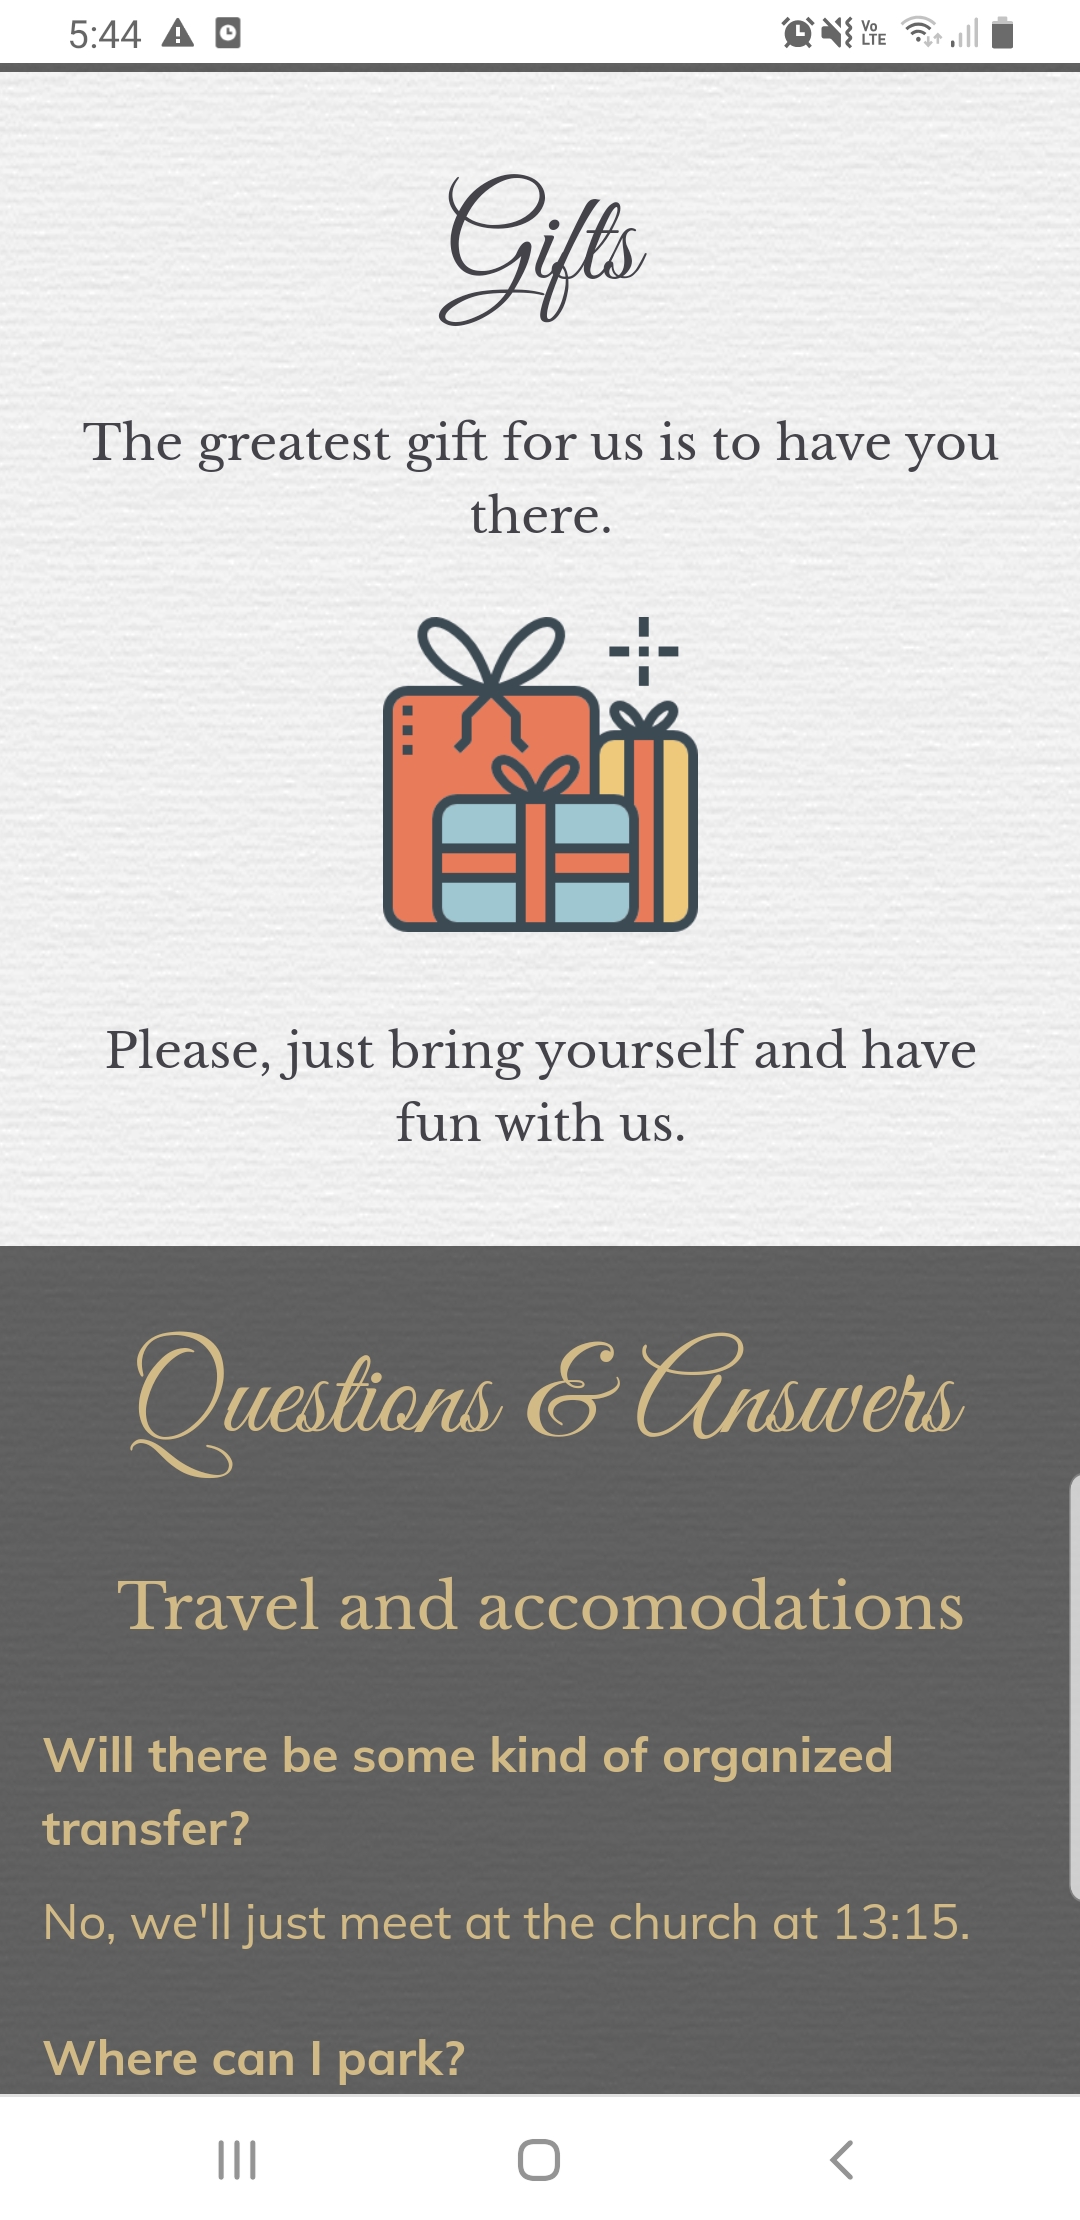 5:44
Vo
LTE
Gifts
The greatest gift for us is to have you
there.
Please, just bring yourself and have
fun with us.
Questions & Answers
Travel and accomodations
Will there be some kind of organized
transfer?
No, we'll just meet at the church at 13:15.
Where can I park?